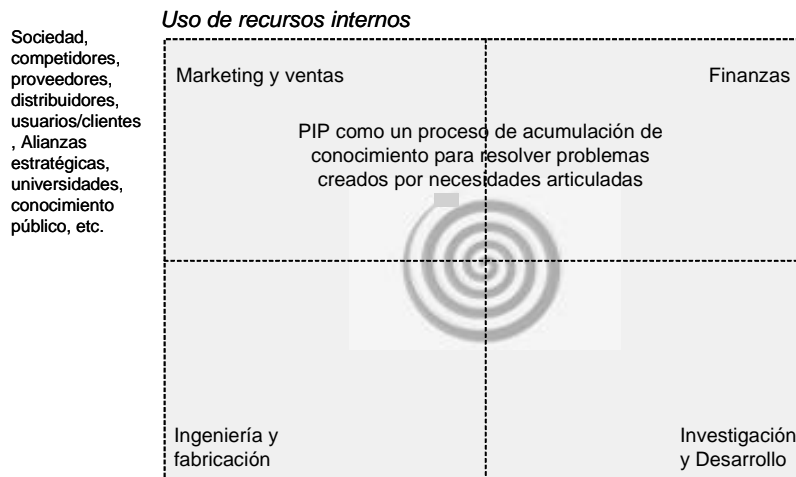 Uso de recursos internos
Sociedad,
competidores,
proveedores,
distribuidores,
usuarios/clientes
, Alianzas
estratégicas,
universidades,
conocimiento
público, etc.
Marketing y ventas
Finanzas
PIP como un proceso de acumulación de
conocimiento para resolver problemas
creados por necesidades articuladas
Ingeniería y
fabricación
Investigación
y Desarrollo